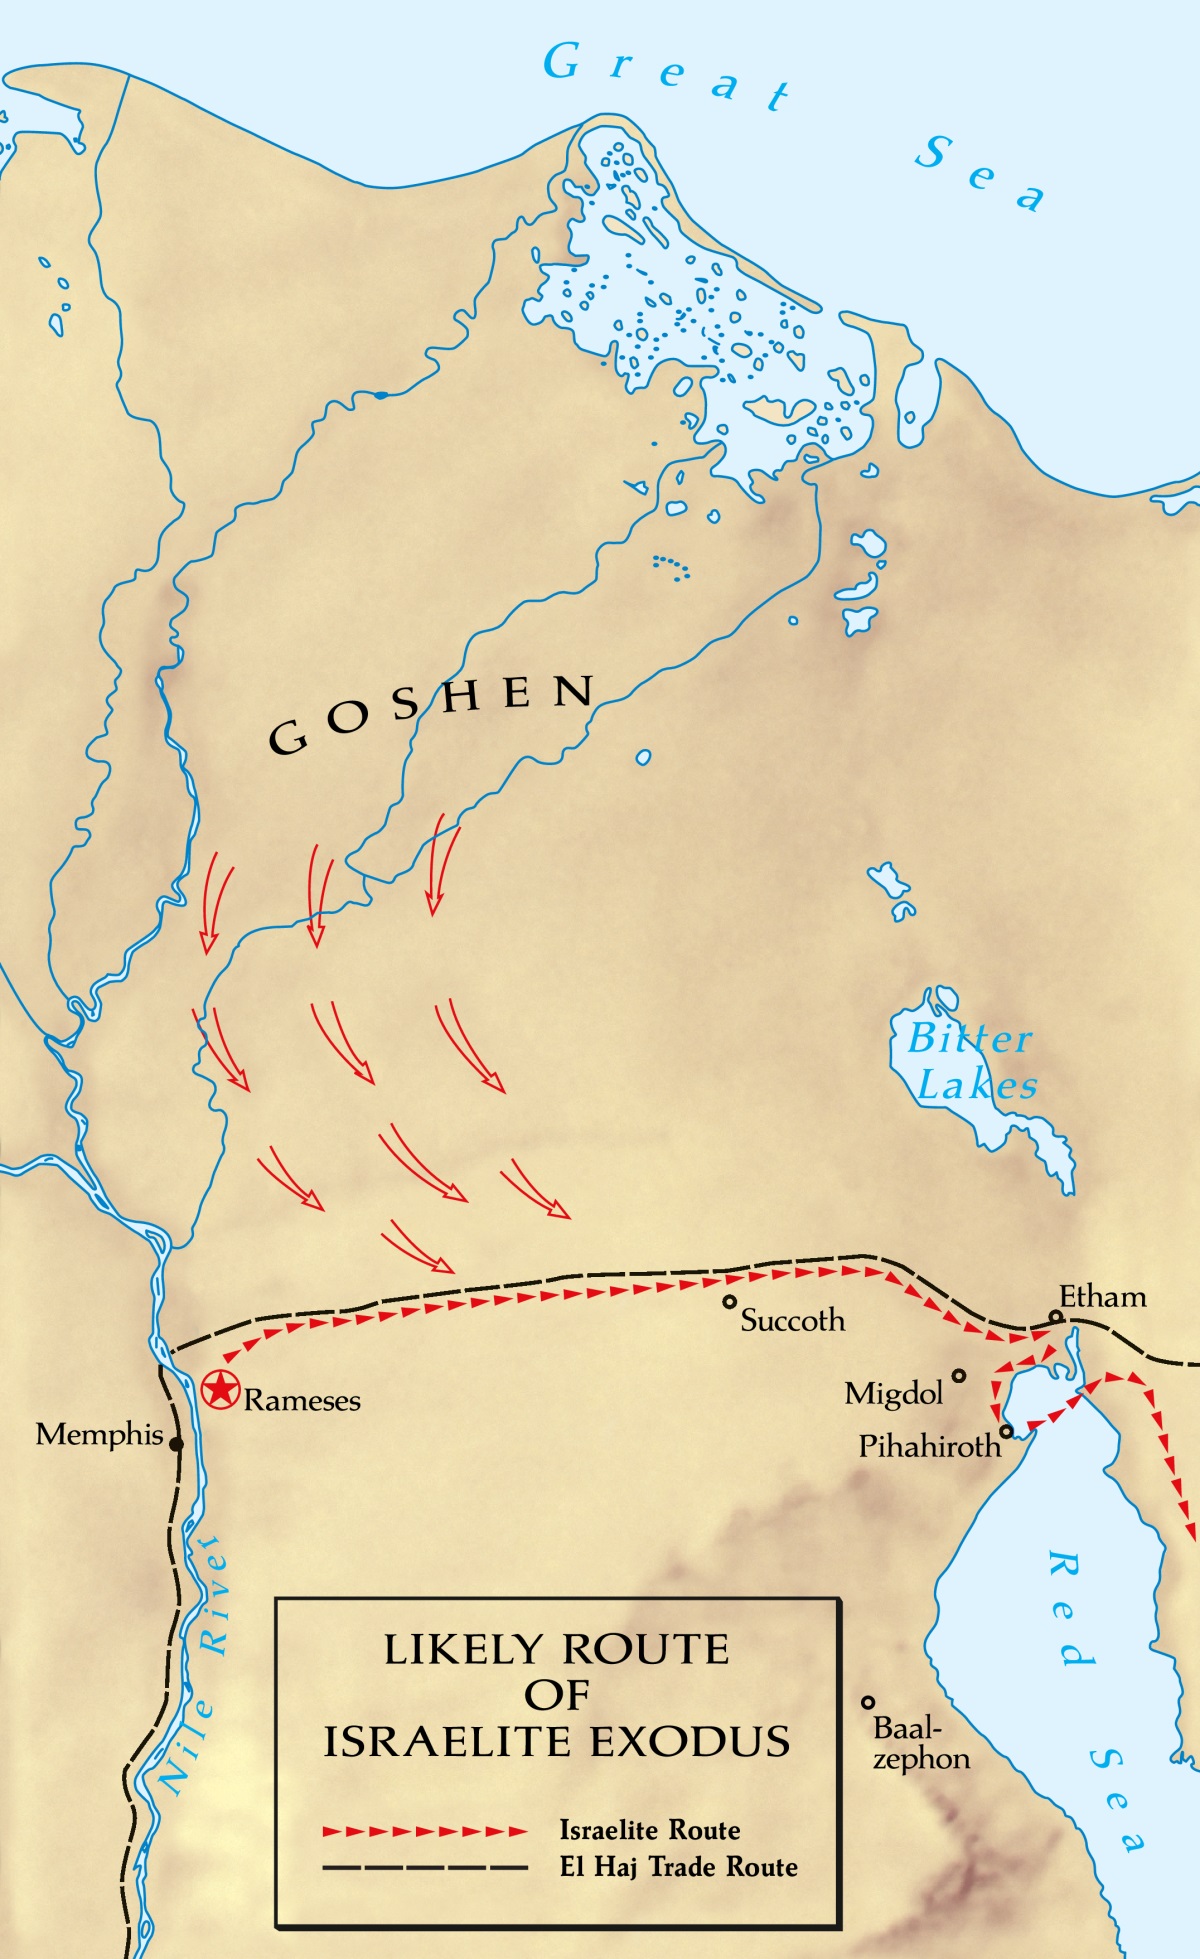 Great Sea
GOSHEN
Bitter
Lakes
Etham
Succoth
Migdol
Rameses
Memphis
Pihahiroth
Nile River
Red Sea
Baal-
zephon
LIKELY ROUTE
OF
ISRAELITE EXODUS
Israelite Route
El Haj Trade Route